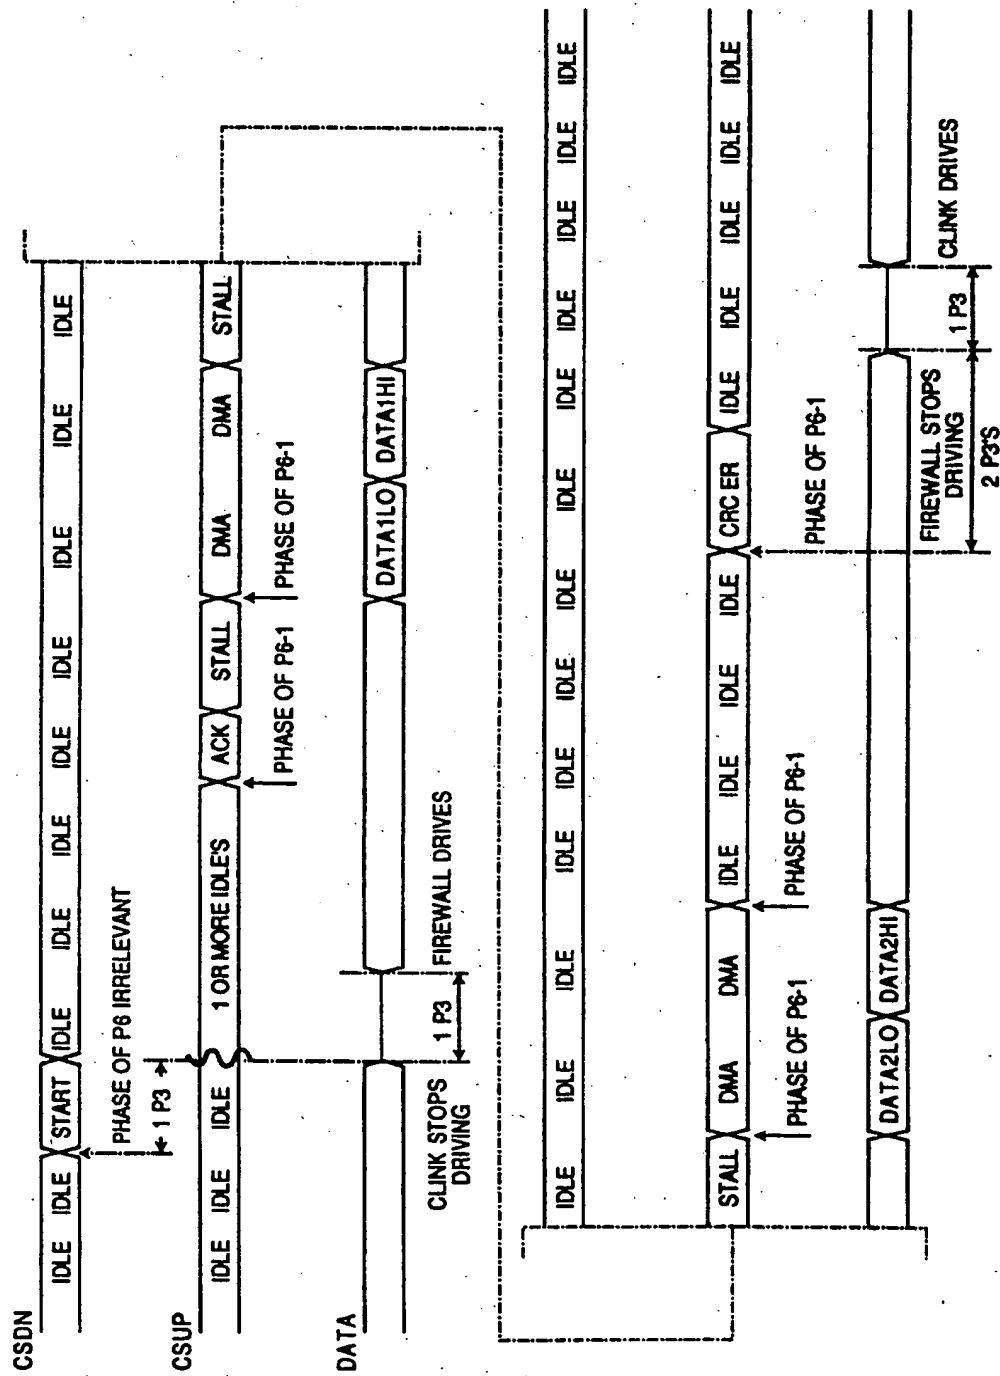 CSDN IDLE IDLE START IDLE IDLE IDLE IDLE IDLE IDLE IDLE IDLE
PHASE OF P6 IRRELEVANT
1 P3
CSUP IDLE IDLE IDLE 1 OR MORE IDLE'S ACK STALL DMA DMA STALL
PHASE OF P6-1 PHASE OF P6-1
DATA DATA1LO DATA1HI
CLINK STOPS
DRIVING
1 P3
FIREWALL DRIVES
IDLE IDLE IDLE IDLE IDLE IDLE IDLE IDLE IDLE IDLE IDLE IDLE IDLE
STALL DMA DMA IDLE IDLE IDLE IDLE CRC ER IDLE IDLE IDLE IDLE IDLE
PHASE OF P6-1 PHASE OF P6-1 PHASE OF P6-1
DATA2LO DATA2HI
FIREWALL STOPS
DRIVING
2 P3'S
1 P3
CLINK DRIVES